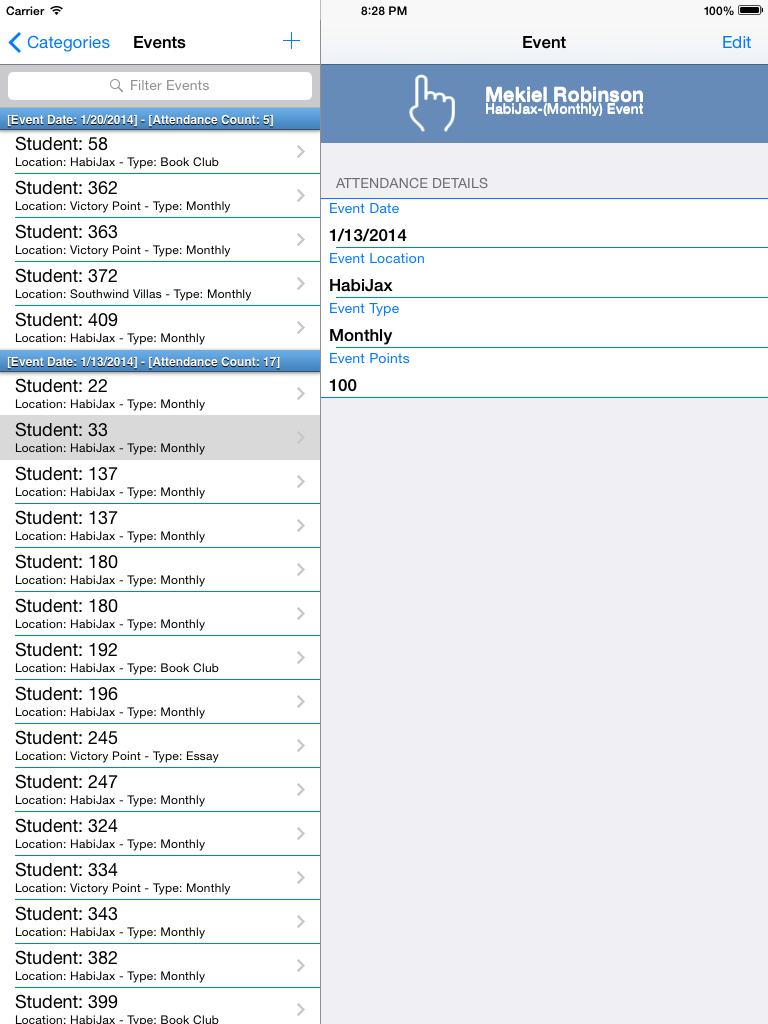 Carrier
8:28 PM
100%
Categories
Events
+
Filter Events
[Event Date: 1/20/2014] - [Attendance Count: 5]
Student: 58
Location: HabiJax - Type: Book Club
Student: 362
Location: Victory Point - Type: Monthly
Student: 363
Location: Victory Point - Type: Monthly
Student: 372
Location: Southwind Villas - Type: Monthly
Student: 409
Location: HabiJax - Type: Monthly
[Event Date: 1/13/2014] - [Attendance Count: 17]
Student: 22
Location: HabiJax - Type: Monthly
Student: 33
Location: HabiJax - Type: Monthly
Student: 137
Location: HabiJax - Type: Monthly
Student: 137
Location: HabiJax - Type: Monthly
Student: 180
Location: HabiJax - Type: Monthly
Student: 180
Location: HabiJax - Type: Monthly
Student: 192
Location: HabiJax - Type: Book Club
Student: 196
Location: HabiJax - Type: Monthly
Student: 245
Location: Victory Point - Type: Essay
Student: 247
Location: HabiJax - Type: Monthly
Student: 324
Location: HabiJax - Type: Monthly
Student: 334
Location: Victory Point - Type: Monthly
Student: 343
Location: HabiJax - Type: Monthly
Student: 382
Location: HabiJax - Type: Monthly
Student: 399
Location: HabiJax - Type: Book Club
Event
Edit
Mekiel Robinson
HabiJax-(Monthly) Event
ATTENDANCE DETAILS
Event Date
1/13/2014
Event Location
HabiJax
Event Type
Monthly
Event Points
100